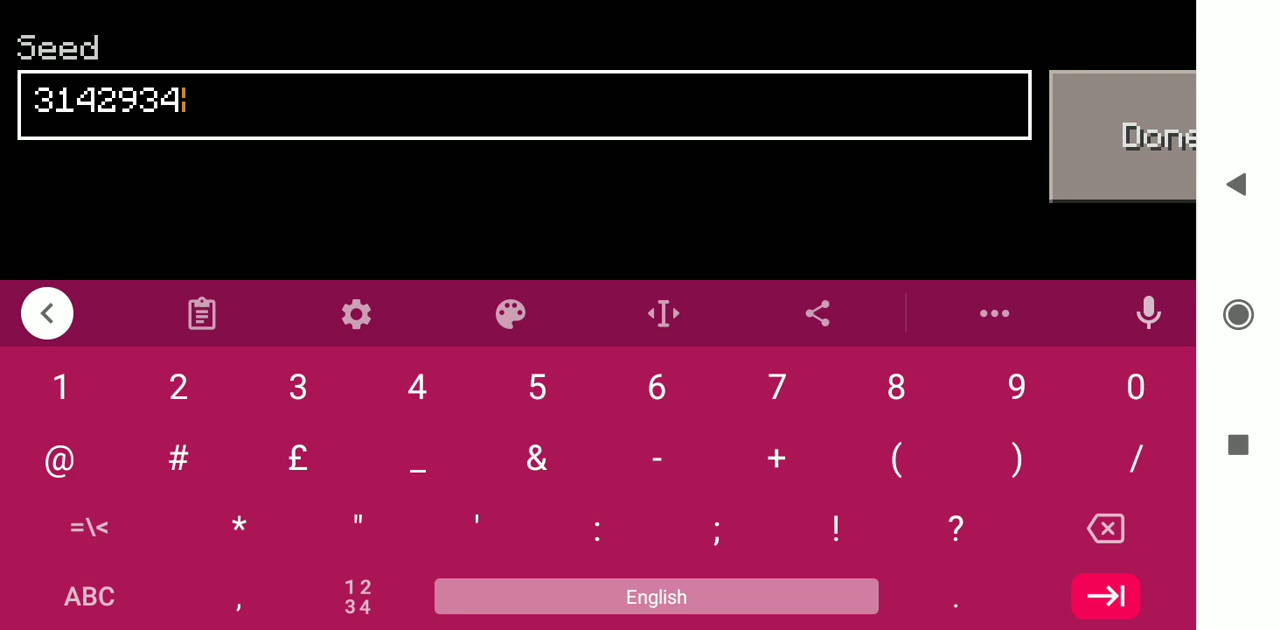 Seed
3142934
Done
1 2 3 4 5 6 7 8 9 0
@ # £ _ & - + ( ) /
=\< * " ' : ; ! ?
ABC , 12 34 English .